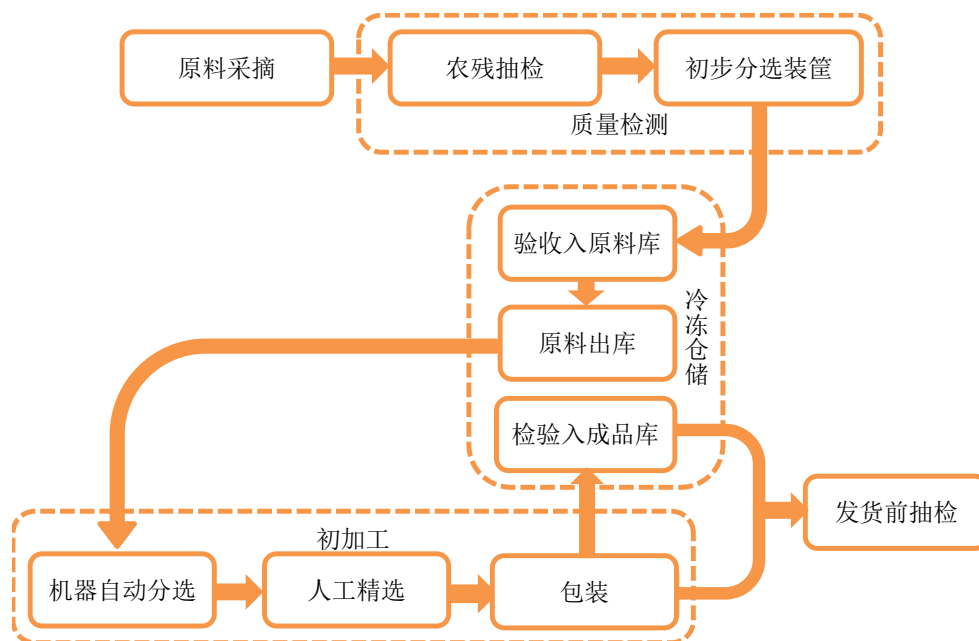 原料采摘
农残抽检
初步分选装筐
质量检测
验收入原料库
原料出库
冷冻仓储
检验入成品库
发货前抽检
初加工
机器自动分选
人工精选
包装